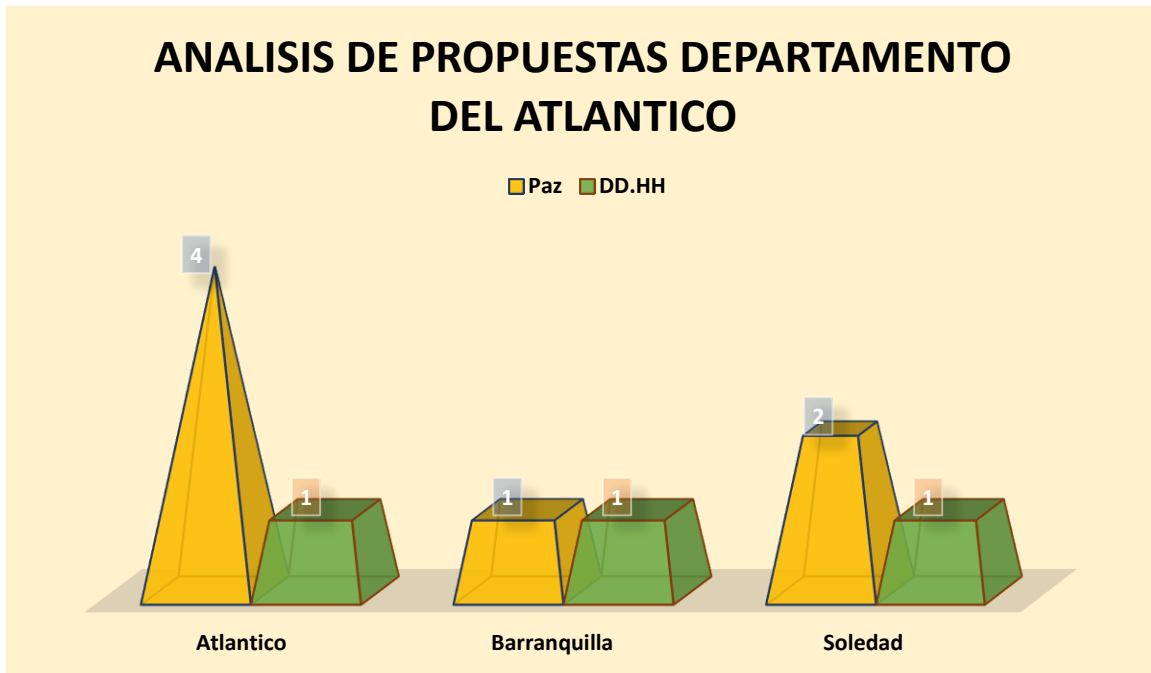 ANALISIS DE PROPUESTAS DEPARTAMENTO
DEL ATLANTICO
Paz DD.HH
4
1
1
1
2
1
Atlantico Barranquilla Soledad